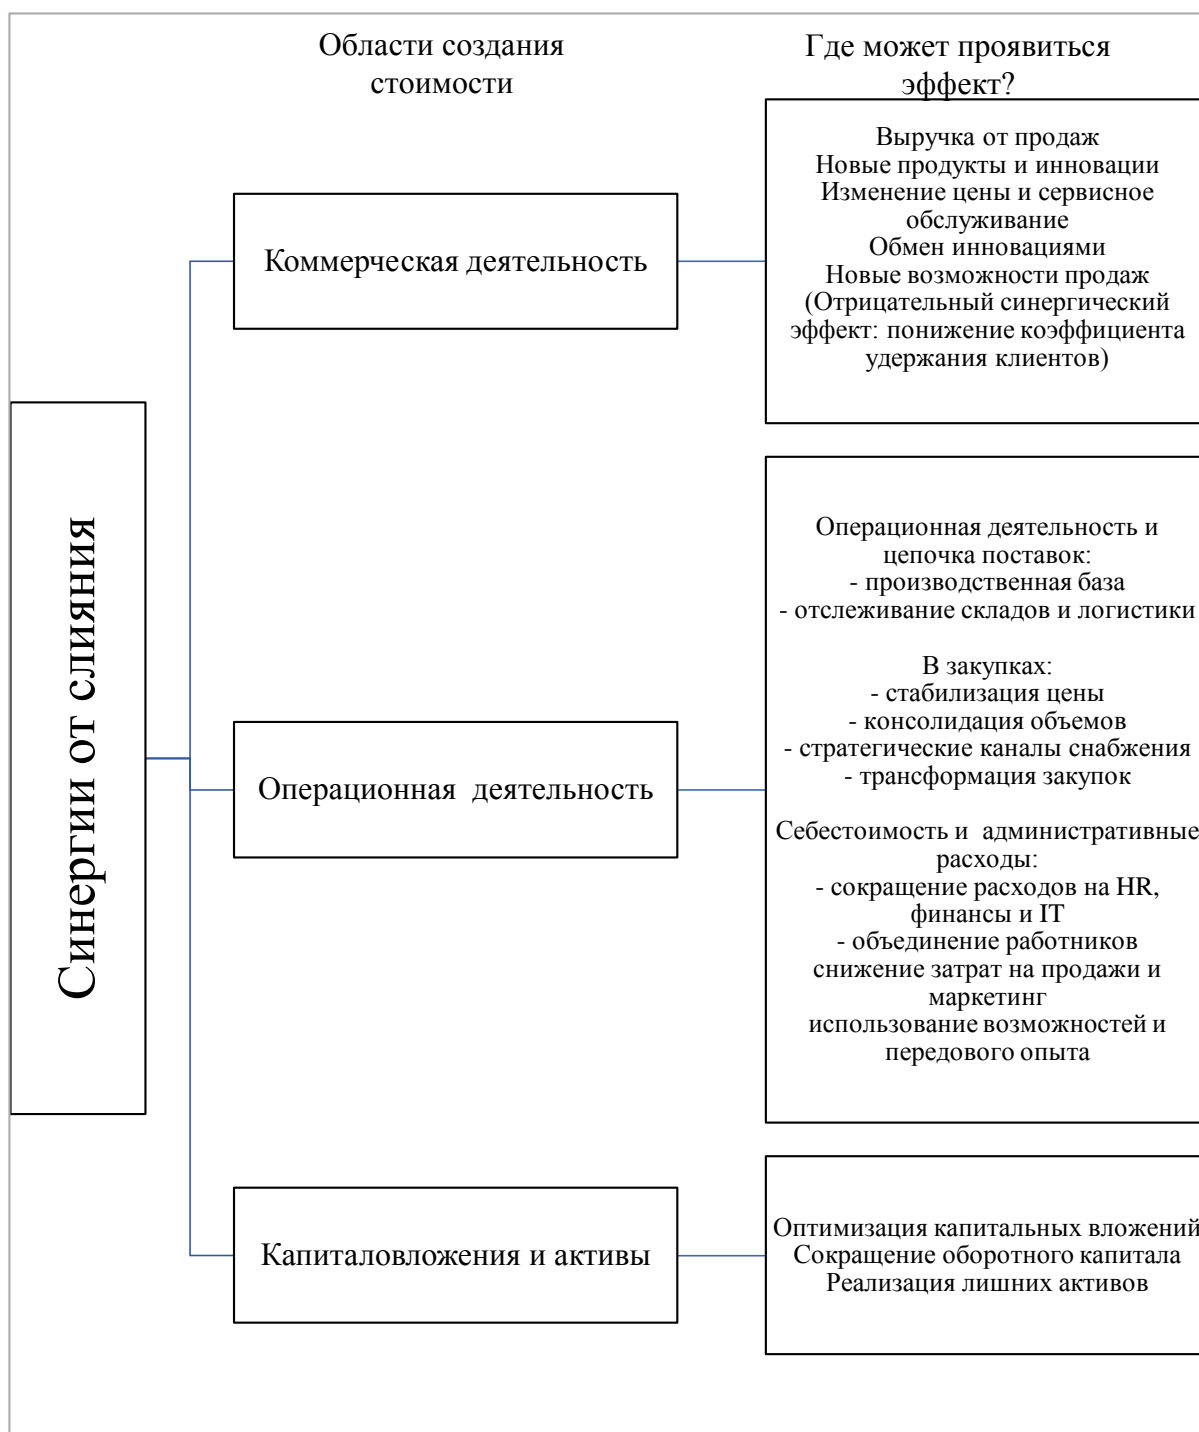 Области создания
стоимости
Где может проявиться
эффект?
Синергии от слияния
Коммерческая деятельность
Выручка от продаж
Новые продукты и инновации
Изменение цены и сервисное
обслуживание
Обмен инновациями
Новые возможности продаж
(Отрицательный синергический
эффект: понижение коэффициента
удержания клиентов)
Операционная  деятельность
Операционная деятельность и
цепочка поставок:
- производственная база
- отслеживание складов и логистики
В закупках:
- стабилизация цены
- консолидация объемов
- стратегические каналы снабжения
- трансформация закупок
Себестоимость и  административные
расходы:
- сокращение расходов на HR,
финансы и IT
- объединение работников
снижение затрат на продажи и
маркетинг
использование возможностей и
передового опыта
Капиталовложения и активы
Оптимизация капитальных вложений
Сокращение оборотного капитала
Реализация лишних активов